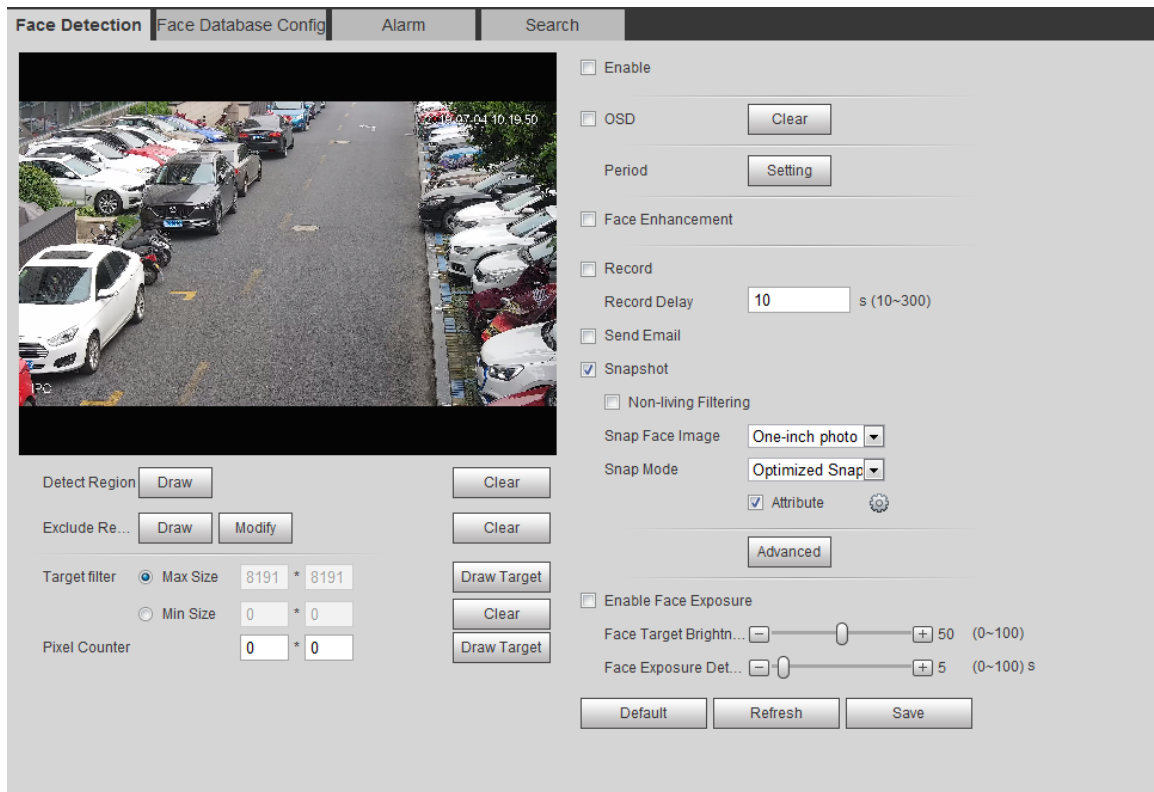 Face Detection Face Database Config Alarm Search
Enable
OSD Clear
Period Setting
Face Enhancement
Record
Record Delay 10 s (10~300)
Send Email
Snapshot
Non-living Filtering
Snap Face Image One-inch photo
Snap Mode Optimized Snap
Attribute
Advanced
Enable Face Exposure
Face Target Brightn... 50 (0~100)
Face Exposure Det... 5 (0~100) s
Default Refresh Save
10:19:50
IPC
Detect Region Draw Clear
Exclude Re... Draw Modify Clear
Target filter Max Size 8191 * 8191 Draw Target
Min Size 0 * 0 Clear
Pixel Counter 0 * 0 Draw Target